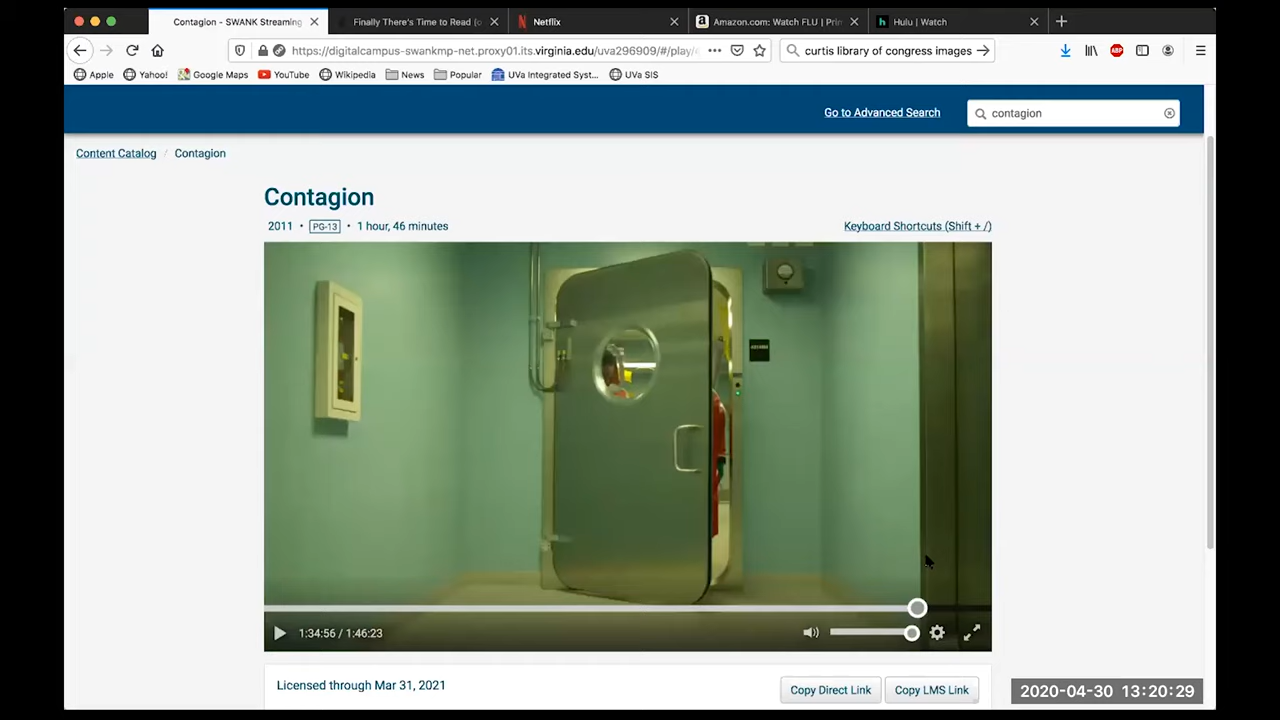 Contagion - SWANK Streaming
Finally There's Time to Read (o
Netflix
Amazon.com: Watch FLU | Prim
Hulu | Watch
https://digitalcampus-swankmp-net.proxy01.its.virginia.edu/uva296909/#/play/
curtis library of congress images
Apple
Yahoo!
Google Maps
YouTube
Wikipedia
News
Popular
UVa Integrated Syst...
UVa SIS
Go to Advanced Search
contagion
Content Catalog / Contagion
Contagion
2011 • PG-13 • 1 hour, 46 minutes
Keyboard Shortcuts (Shift + /)
1:34:56 / 1:46:23
Licensed through Mar 31, 2021
Copy Direct Link
Copy LMS Link
2020-04-30 13:20:29